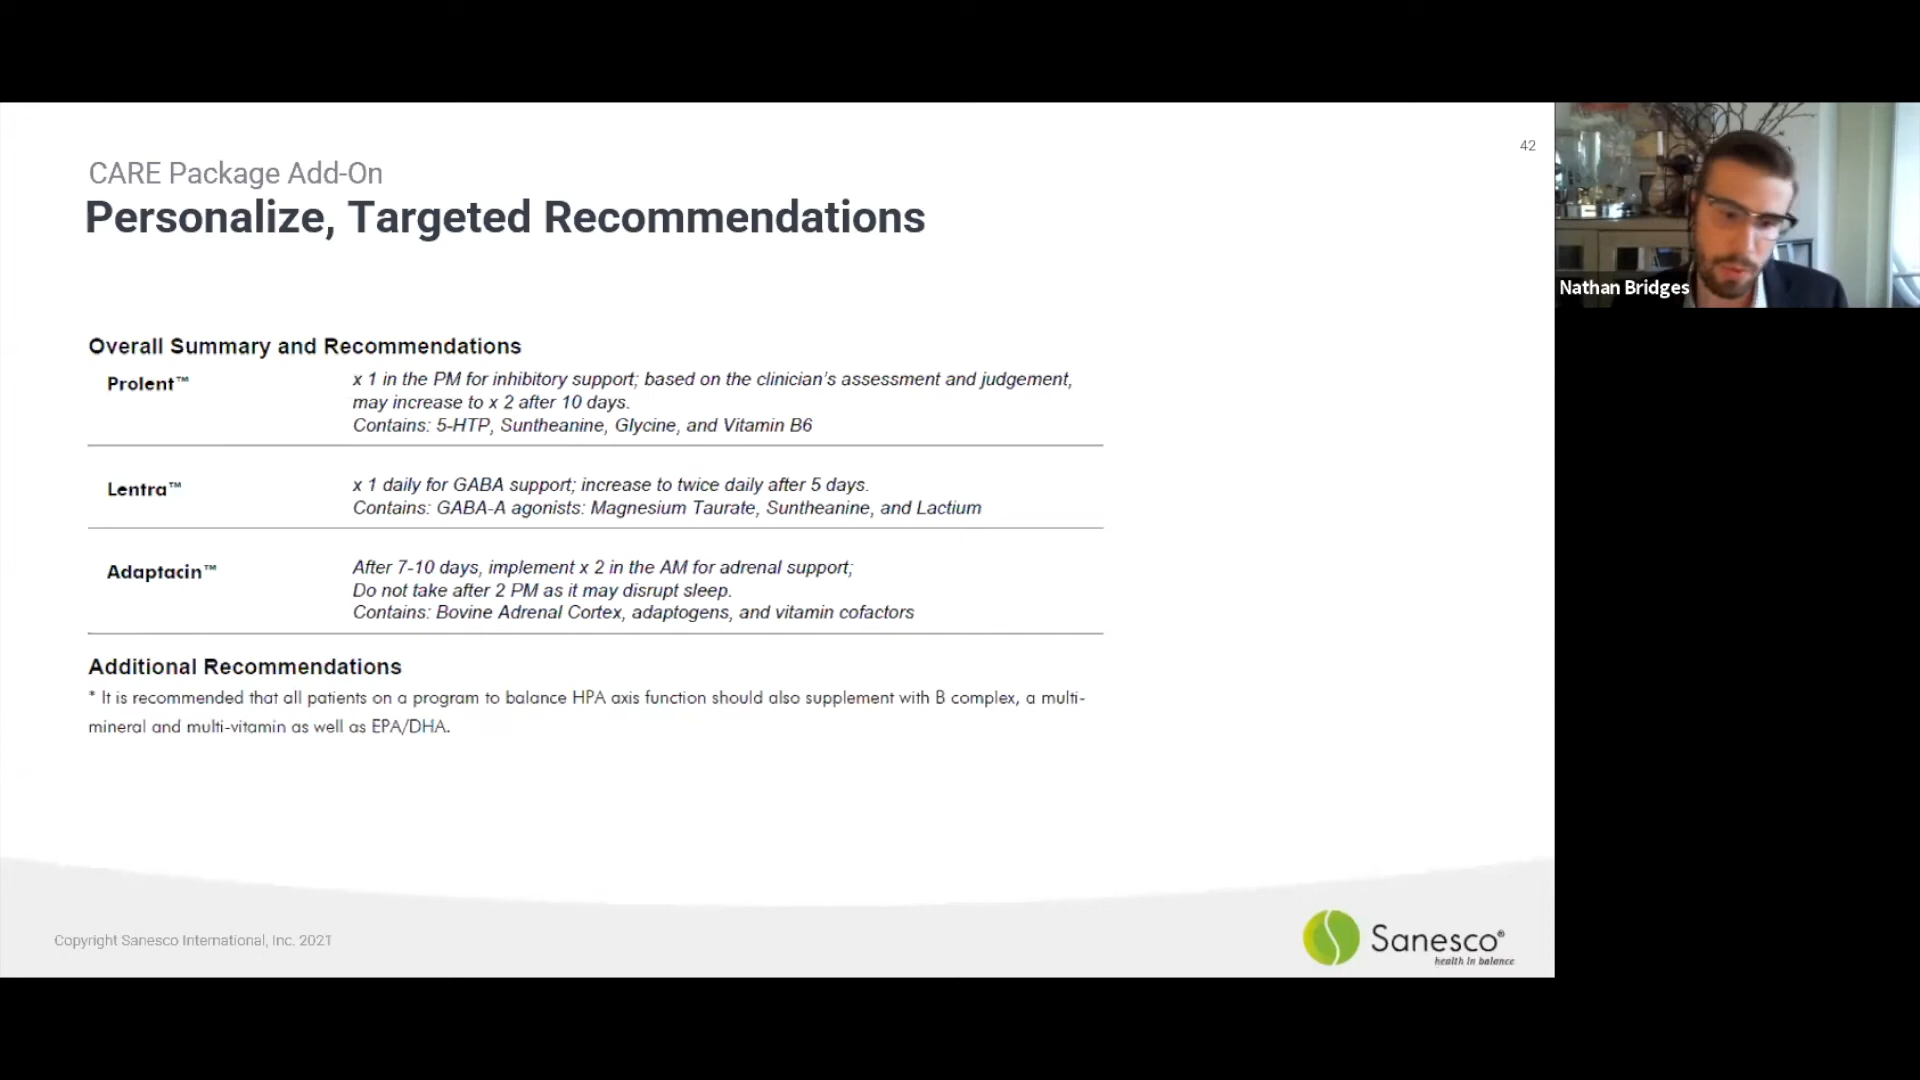 42
CARE Package Add-On
Personalize, Targeted Recommendations
Overall Summary and Recommendations
Prolent™
x 1 in the PM for inhibitory support; based on the clinician's assessment and judgement,
may increase to x 2 after 10 days.
Contains: 5-HTP, Suntheanine, Glycine, and Vitamin B6
Lentra™
x 1 daily for GABA support; increase to twice daily after 5 days.
Contains: GABA-A agonists: Magnesium Taurate, Suntheanine, and Lactium
Adaptacin™
After 7-10 days, implement x 2 in the AM for adrenal support;
Do not take after 2 PM as it may disrupt sleep.
Contains: Bovine Adrenal Cortex, adaptogens, and vitamin cofactors
Additional Recommendations
* It is recommended that all patients on a program to balance HPA axis function should also supplement with B complex, a multi-
mineral and multi-vitamin as well as EPA/DHA.
Copyright Sanesco International, Inc. 2021
Sanesco®
health in balance
Nathan Bridges